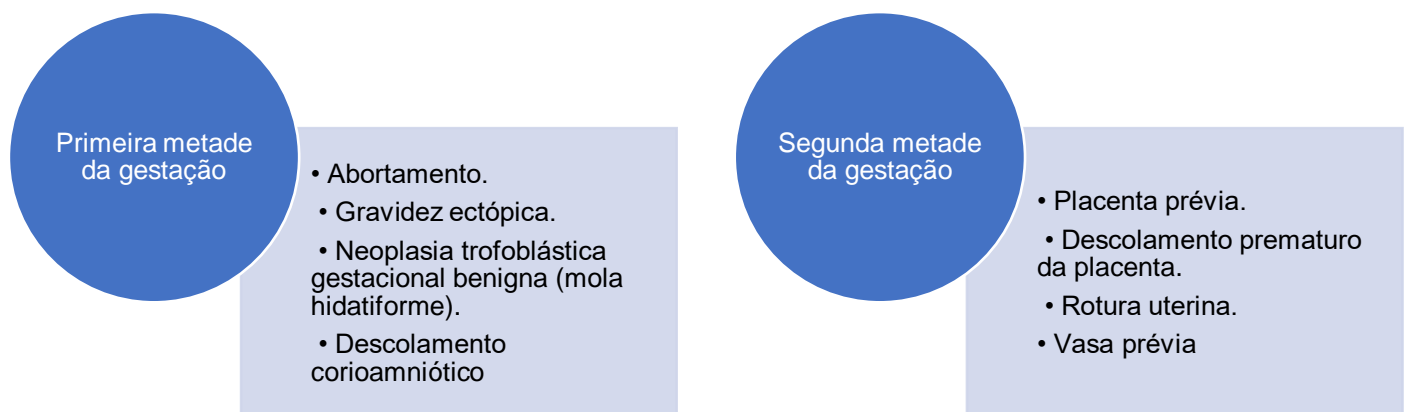 Primeira metade
da gestação
• Abortamento.
• Gravidez ectópica.
• Neoplasia trofoblástica
gestacional benigna (mola
hidatiforme).
• Descolamento
corioamniótico
Segunda metade
da gestação
• Placenta prévia.
• Descolamento prematuro
da placenta.
• Rotura uterina.
• Vasa prévia